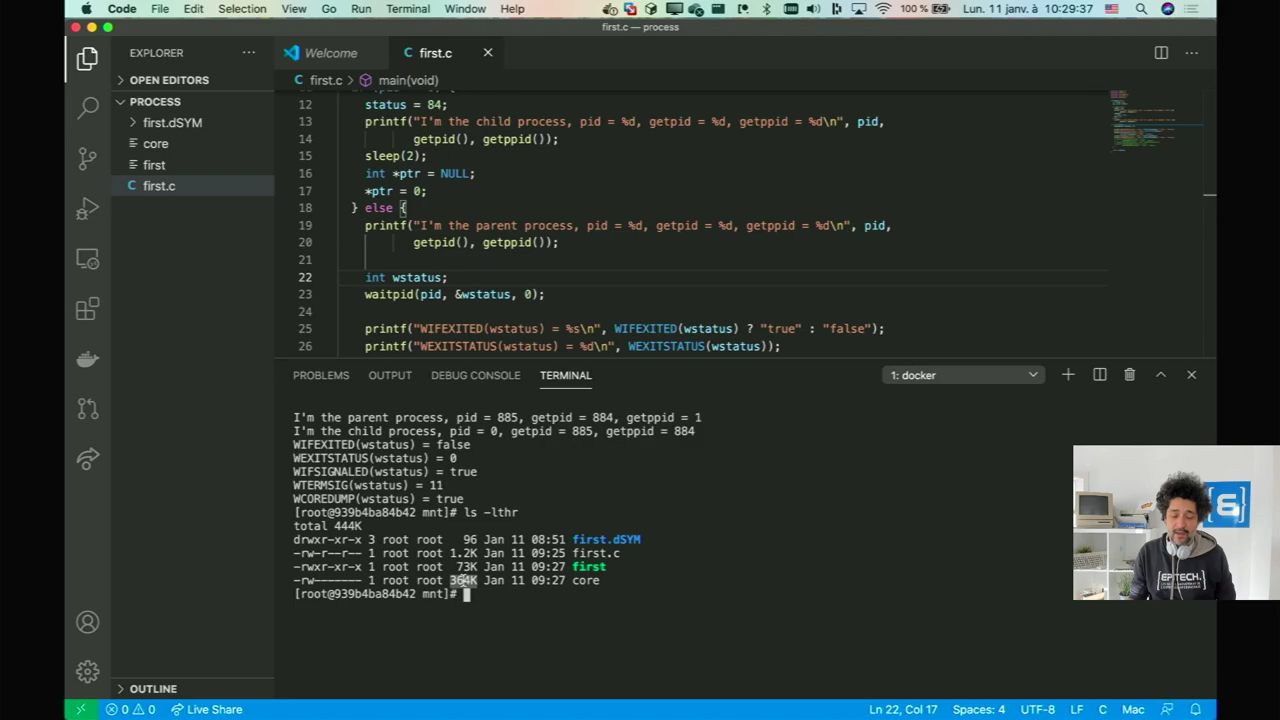 Code File Edit Selection View Go Run Terminal Window Help 100 % Lun. 11 janv. à 10:29:37
first.c — process
EXPLORER
OPEN EDITORS
PROCESS
first.dSYM
core
first
C first.c
OUTLINE
Welcome
C first.c
C first.c > main(void)
12 status = 84;
13 printf("I'm the child process, pid = %d, getpid = %d, getppid = %d\n", pid,
14 getpid(), getppid());
15 sleep(2);
16 int *ptr = NULL;
17 *ptr = 0;
18 } else {
19 printf("I'm the parent process, pid = %d, getpid = %d, getppid = %d\n", pid,
20 getpid(), getppid());
21
22 int wstatus;
23 waitpid(pid, &wstatus, 0);
24
25 printf("WIFEXITED(wstatus) = %s\n", WIFEXITED(wstatus) ? "true" : "false");
26 printf("WEXITSTATUS(wstatus) = %d\n", WEXITSTATUS(wstatus));
PROBLEMS OUTPUT DEBUG CONSOLE TERMINAL 1: docker
I'm the parent process, pid = 885, getpid = 884, getppid = 1
I'm the child process, pid = 0, getpid = 885, getppid = 884
WIFEXITED(wstatus) = false
WEXITSTATUS(wstatus) = 0
WIFSIGNALED(wstatus) = true
WTERMSIG(wstatus) = 11
WCOREDUMP(wstatus) = true
[root@939b4ba84b42 mnt]# ls -lthr
total 444K
drwxr-xr-x 3 root root 96 Jan 11 08:51 first.dSYM
-rw-r--r-- 1 root root 1.2K Jan 11 09:25 first.c
-rwxr-xr-x 1 root root 73K Jan 11 09:27 first
-rw------- 1 root root 364K Jan 11 09:27 core
[root@939b4ba84b42 mnt]#
{EPITECH.
0 0 Live Share Ln 22, Col 17 Spaces: 4 UTF-8 LF C Mac